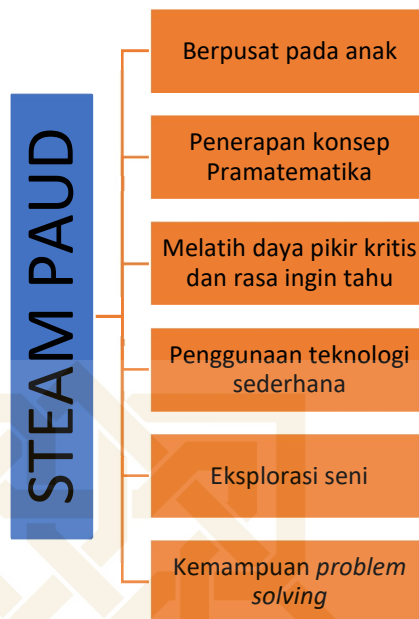 STEAM PAUD
Berpusat pada anak
Penerapan konsep
Pramatematika
Melatih daya pikir kritis
dan rasa ingin tahu
Penggunaan teknologi
sederhana
Eksplorasi seni
Kemampuan problem
solving